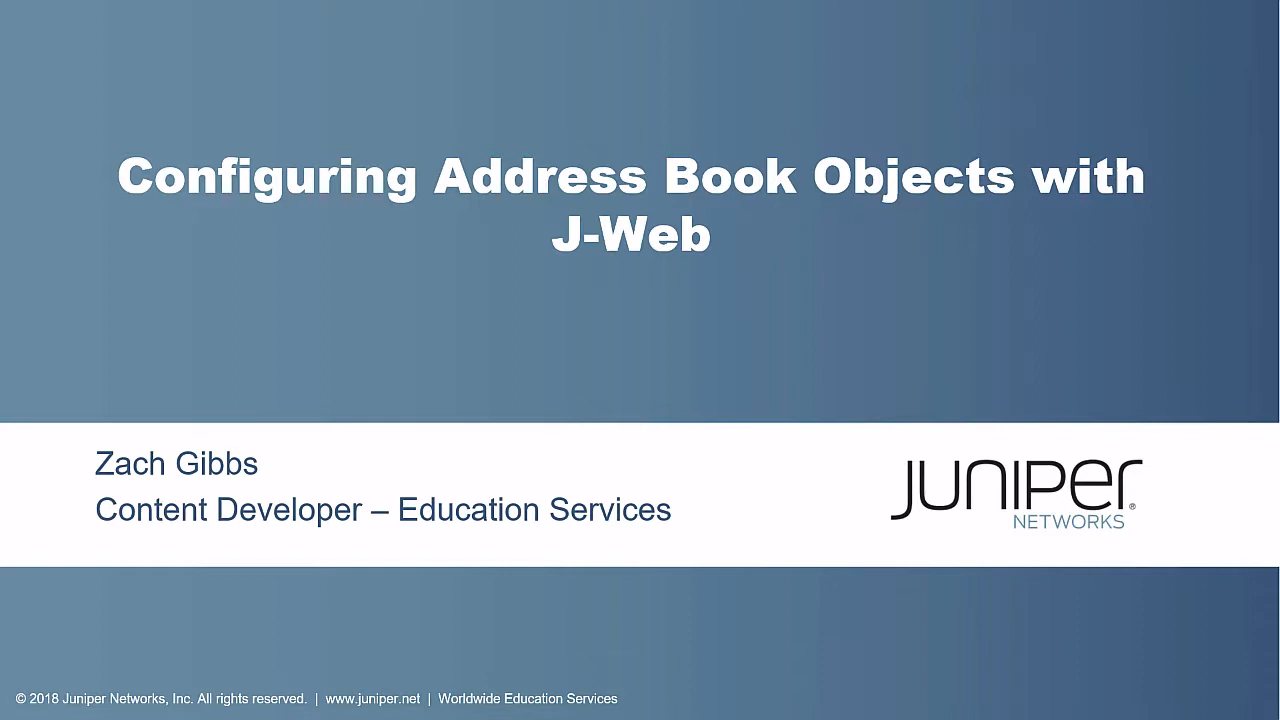 Configuring Address Book Objects with
J-Web
Zach Gibbs
Content Developer – Education Services
Juniper®
NETWORKS
© 2018 Juniper Networks, Inc. All rights reserved. | www.juniper.net | Worldwide Education Services